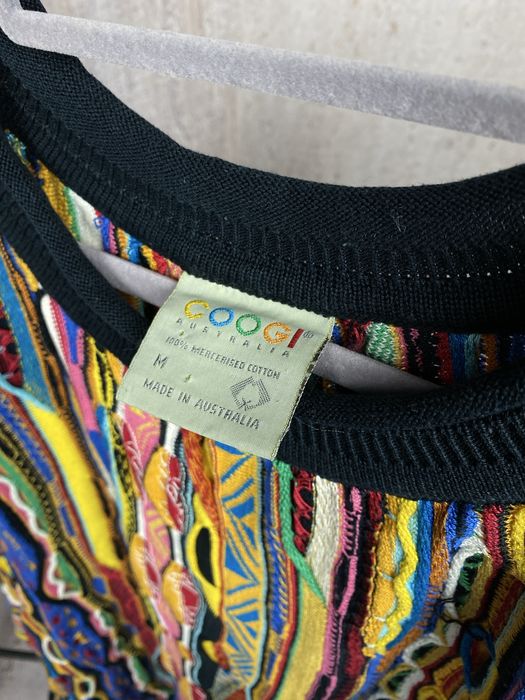 COOGI®
AUSTRALIA
100% MERCERISED COTTON
M
MADE IN AUSTRALIA